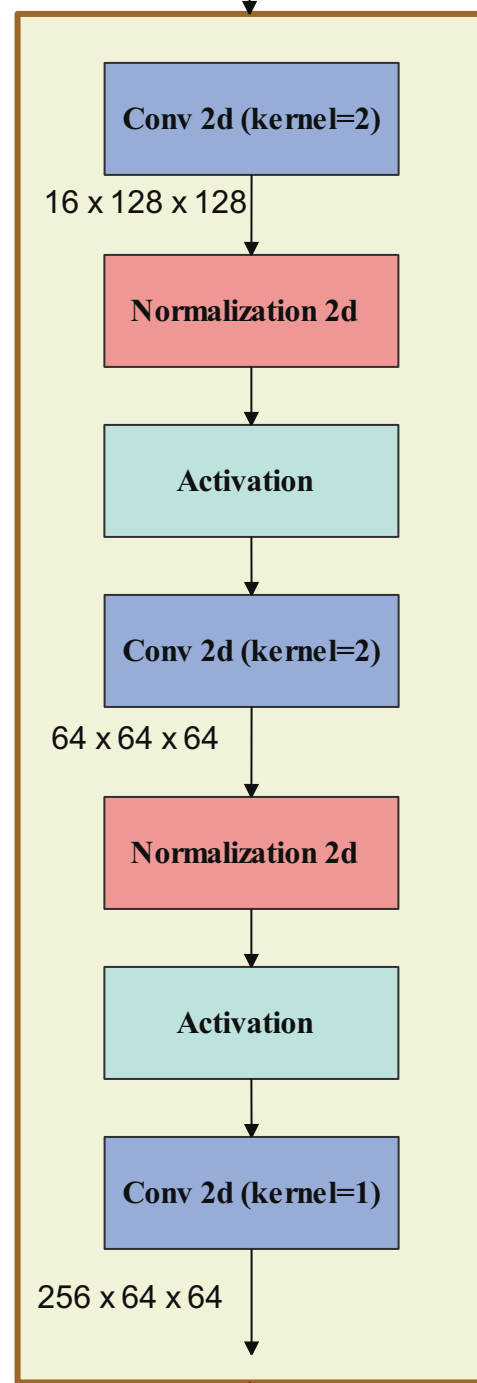 Conv 2d (kernel=2)
16 x 128 x 128
Normalization 2d
Activation
Conv 2d (kernel=2)
64 x 64 x 64
Normalization 2d
Activation
Conv 2d (kernel=1)
256 x 64 x 64